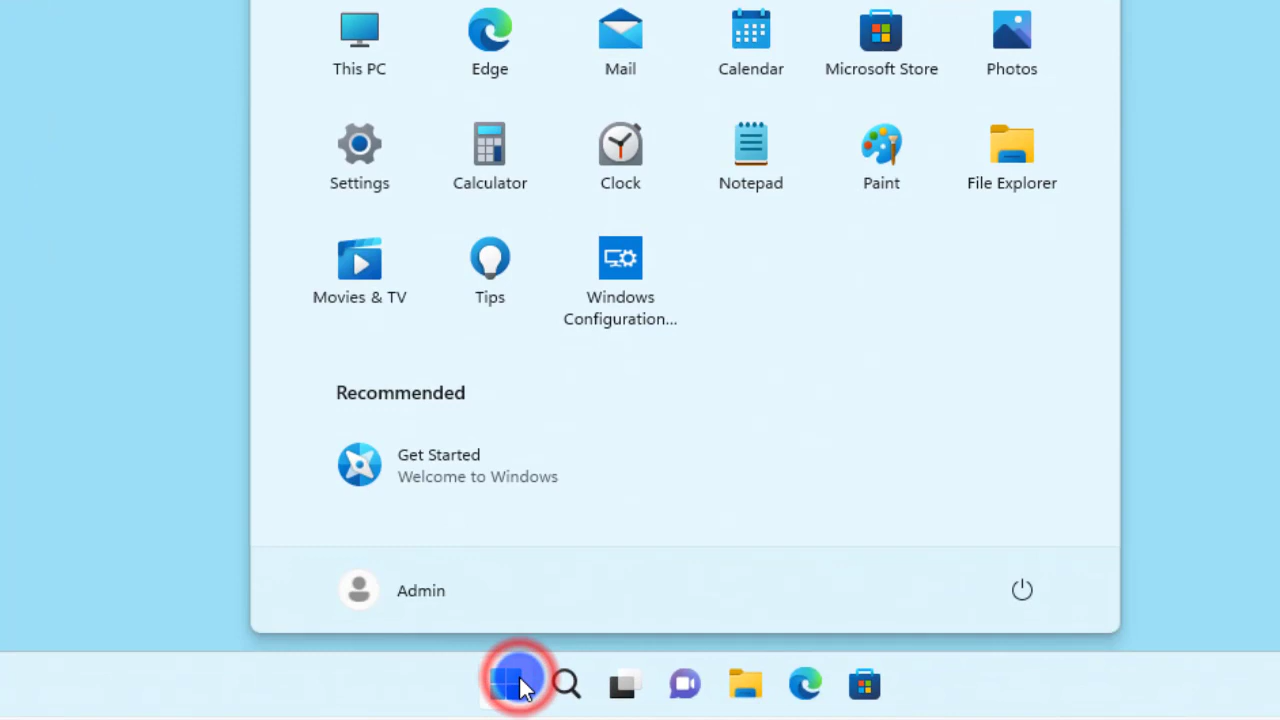 This PC
Edge
Mail
Calendar
Microsoft Store
Photos
Settings
Calculator
Clock
Notepad
Paint
File Explorer
Movies & TV
Tips
Windows
Configuration...
Recommended
Get Started
Welcome to Windows
Admin